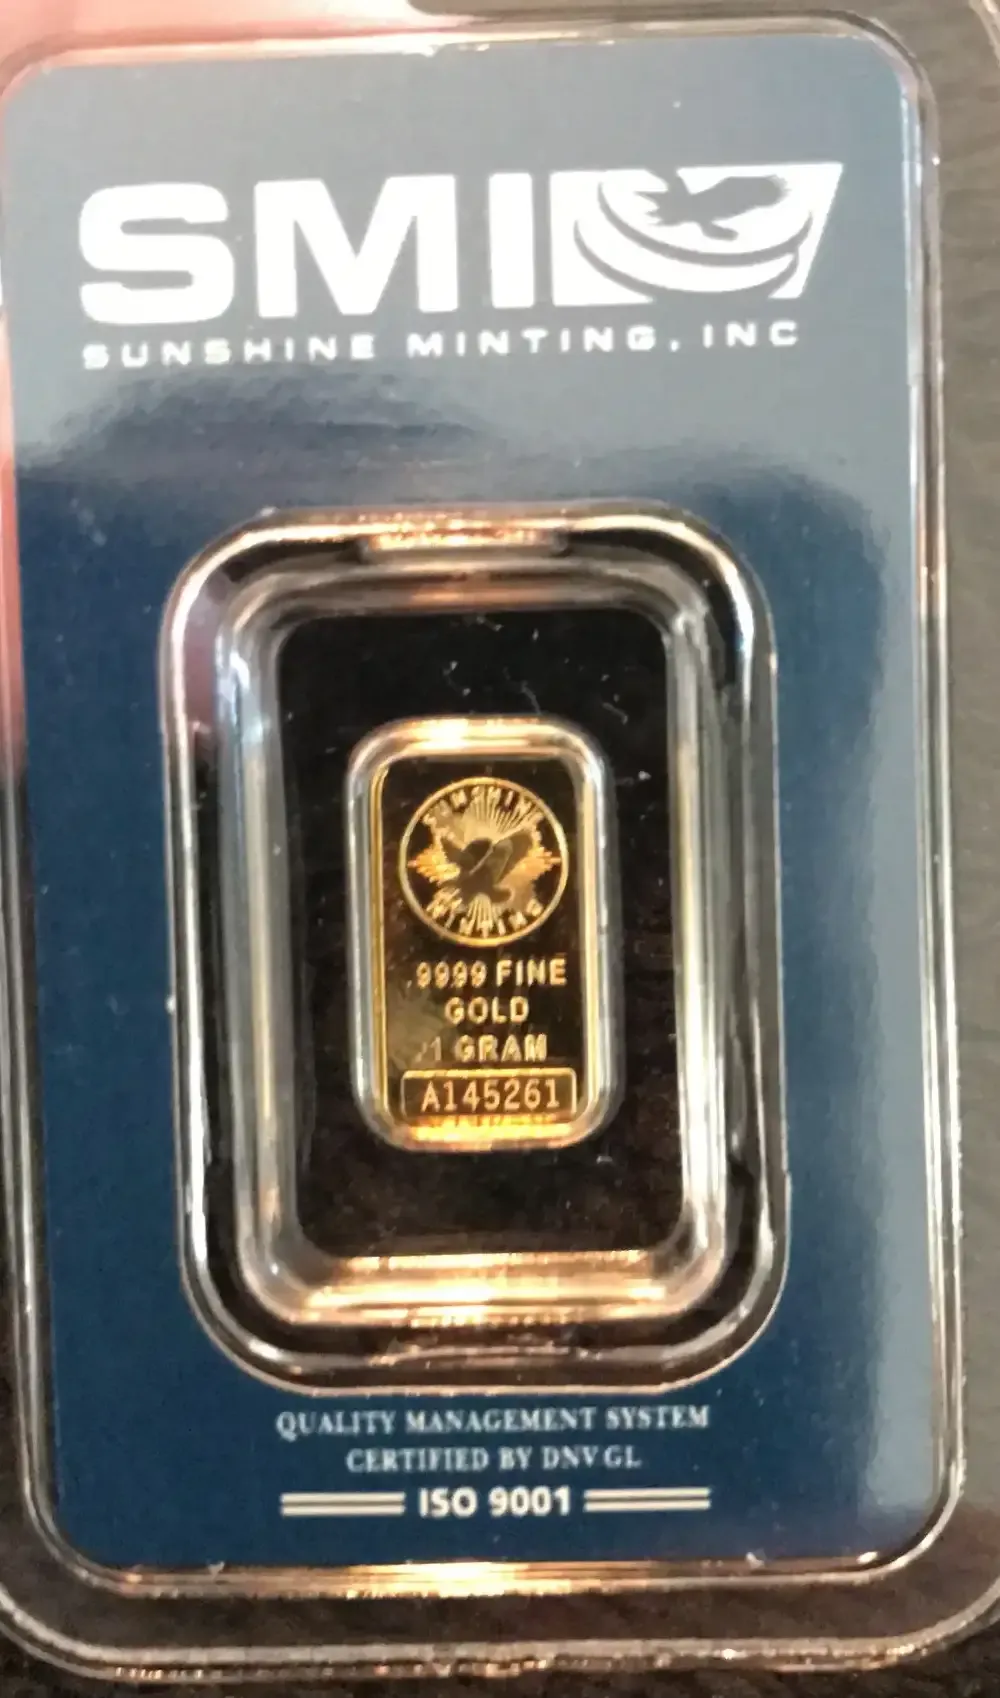 SMI
SUNSHINE MINTING, INC
SUNSHINE
MINTING
.9999 FINE
GOLD
1 GRAM
A145261
QUALITY MANAGEMENT SYSTEM
CERTIFIED BY DNV GL
ISO 9001